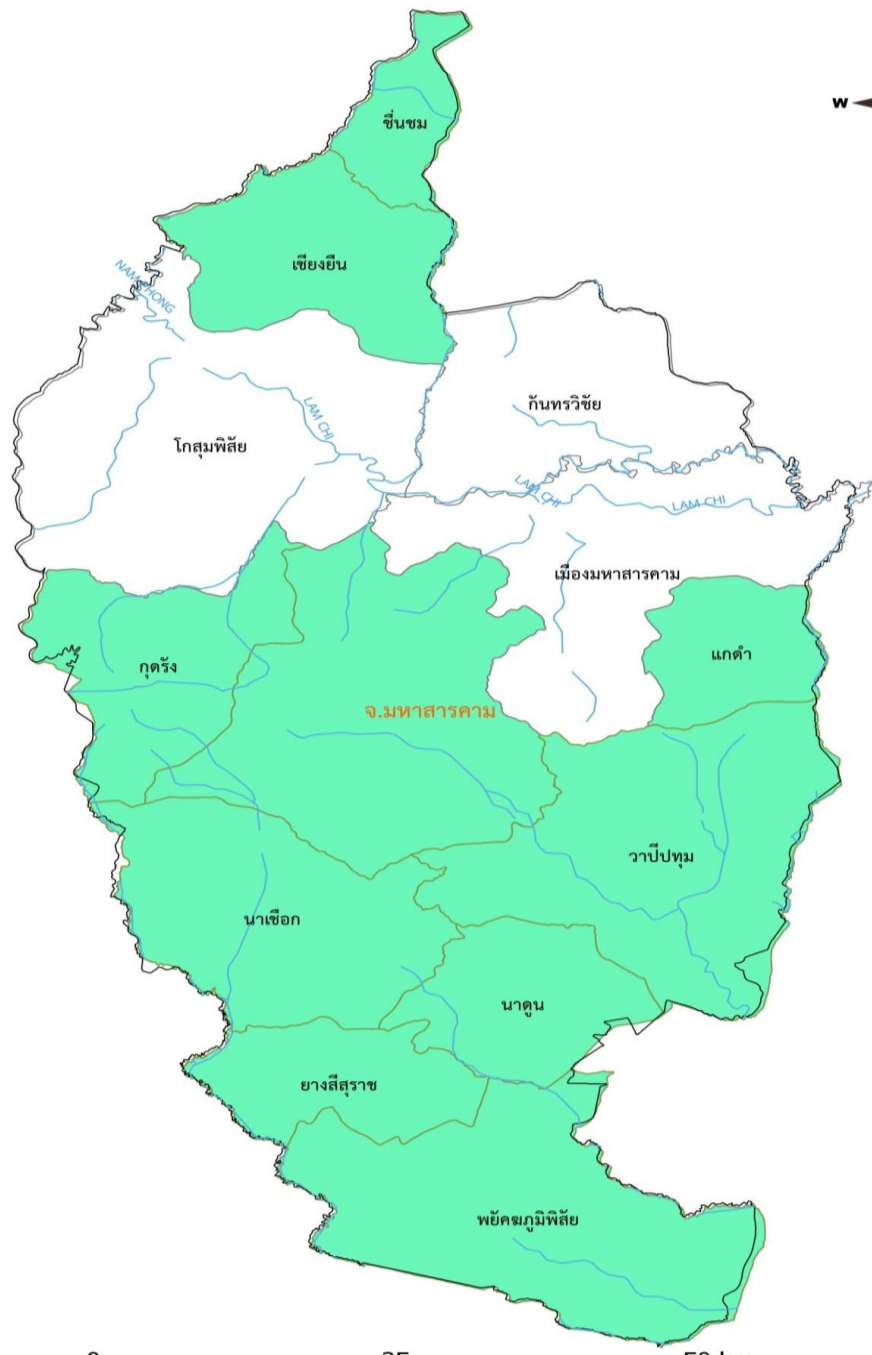 W
ชื่นชม
เชียงยืน
NAM PHONG
กันทรวิชัย
LAM CHI
โกสุมพิสัย
LAM CHI
LAM CHI
เมืองมหาสารคาม
แกดำ
กุดรัง
จ.มหาสารคาม
วาปีปทุม
นาเชือก
นาดูน
ยางสีสุราช
พยัคฆภูมิพิสัย